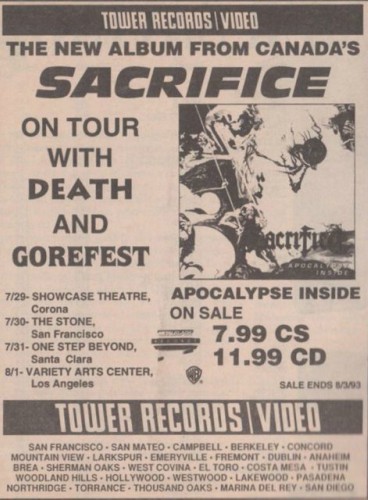 TOWER RECORDS | VIDEO
THE NEW ALBUM FROM CANADA'S
SACRIFICE
ON TOUR
WITH
DEATH
AND
GOREFEST
Sacrifice
APOCALYPSE
INSIDE
7/29- SHOWCASE THEATRE,
Corona
7/30- THE STONE,
San Francisco
7/31- ONE STEP BEYOND,
Santa Clara
8/1- VARIETY ARTS CENTER,
Los Angeles
APOCALYPSE INSIDE
ON SALE
7.99 CS
11.99 CD
SALE ENDS 8/3/93
TOWER RECORDS | VIDEO
SAN FRANCISCO • SAN MATEO • CAMPBELL • BERKELEY • CONCORD
MOUNTAIN VIEW • LARKSPUR • EMERYVILLE • FREMONT • DUBLIN • ANAHEIM
BREA • SHERMAN OAKS • WEST COVINA • EL TORO • COSTA MESA • TUSTIN
WOODLAND HILLS • HOLLYWOOD • WESTWOOD • LAKEWOOD • PASADENA
NORTHRIDGE • TORRANCE • THOUSAND OAKS • MARINA DEL REY • SAN DIEGO